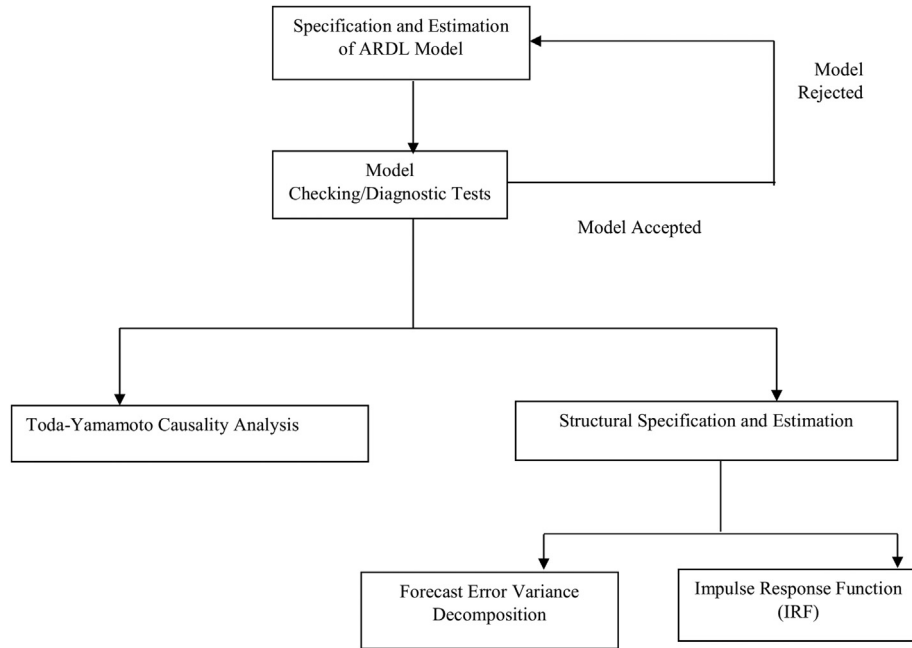 Specification and Estimation
of ARDL Model
Model
Rejected
Model
Checking/Diagnostic Tests
Model Accepted
Toda-Yamamoto Causality Analysis
Structural Specification and Estimation
Forecast Error Variance
Decomposition
Impulse Response Function
(IRF)